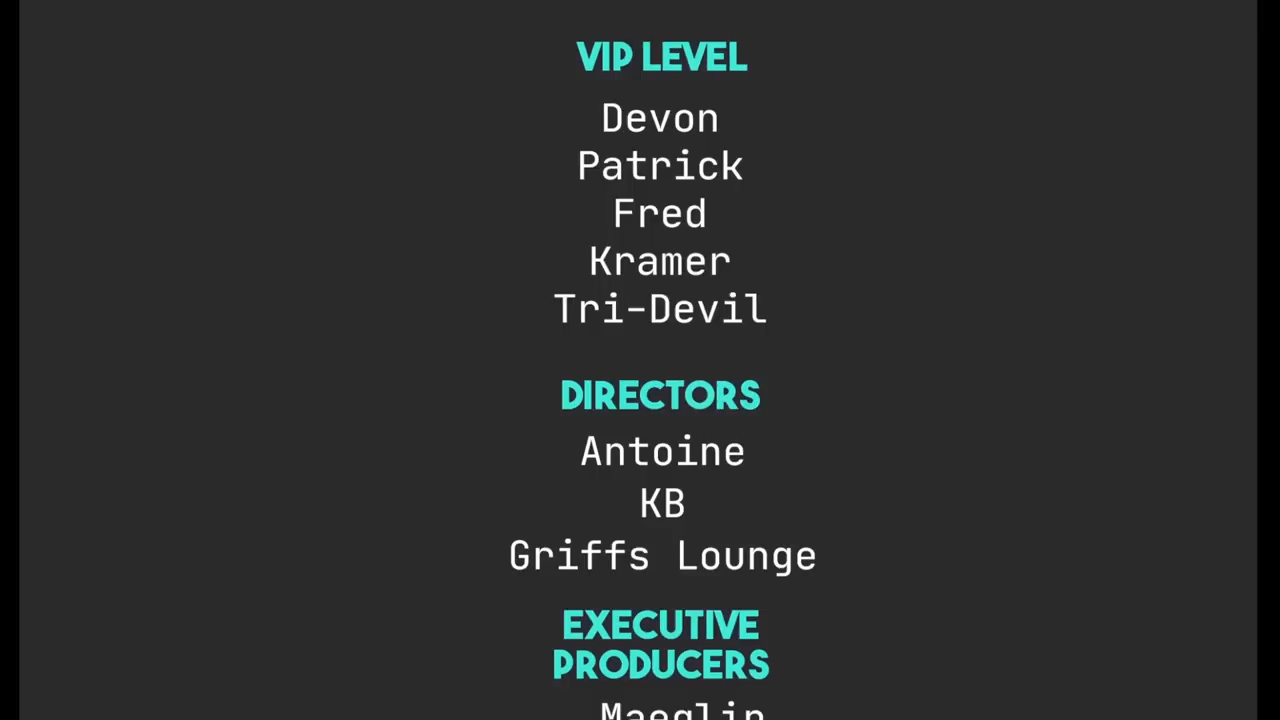 VIP LEVEL
Devon
Patrick
Fred
Kramer
Tri-Devil
DIRECTORS
Antoine
KB
Griffs Lounge
EXECUTIVE
PRODUCERS
Maeglin